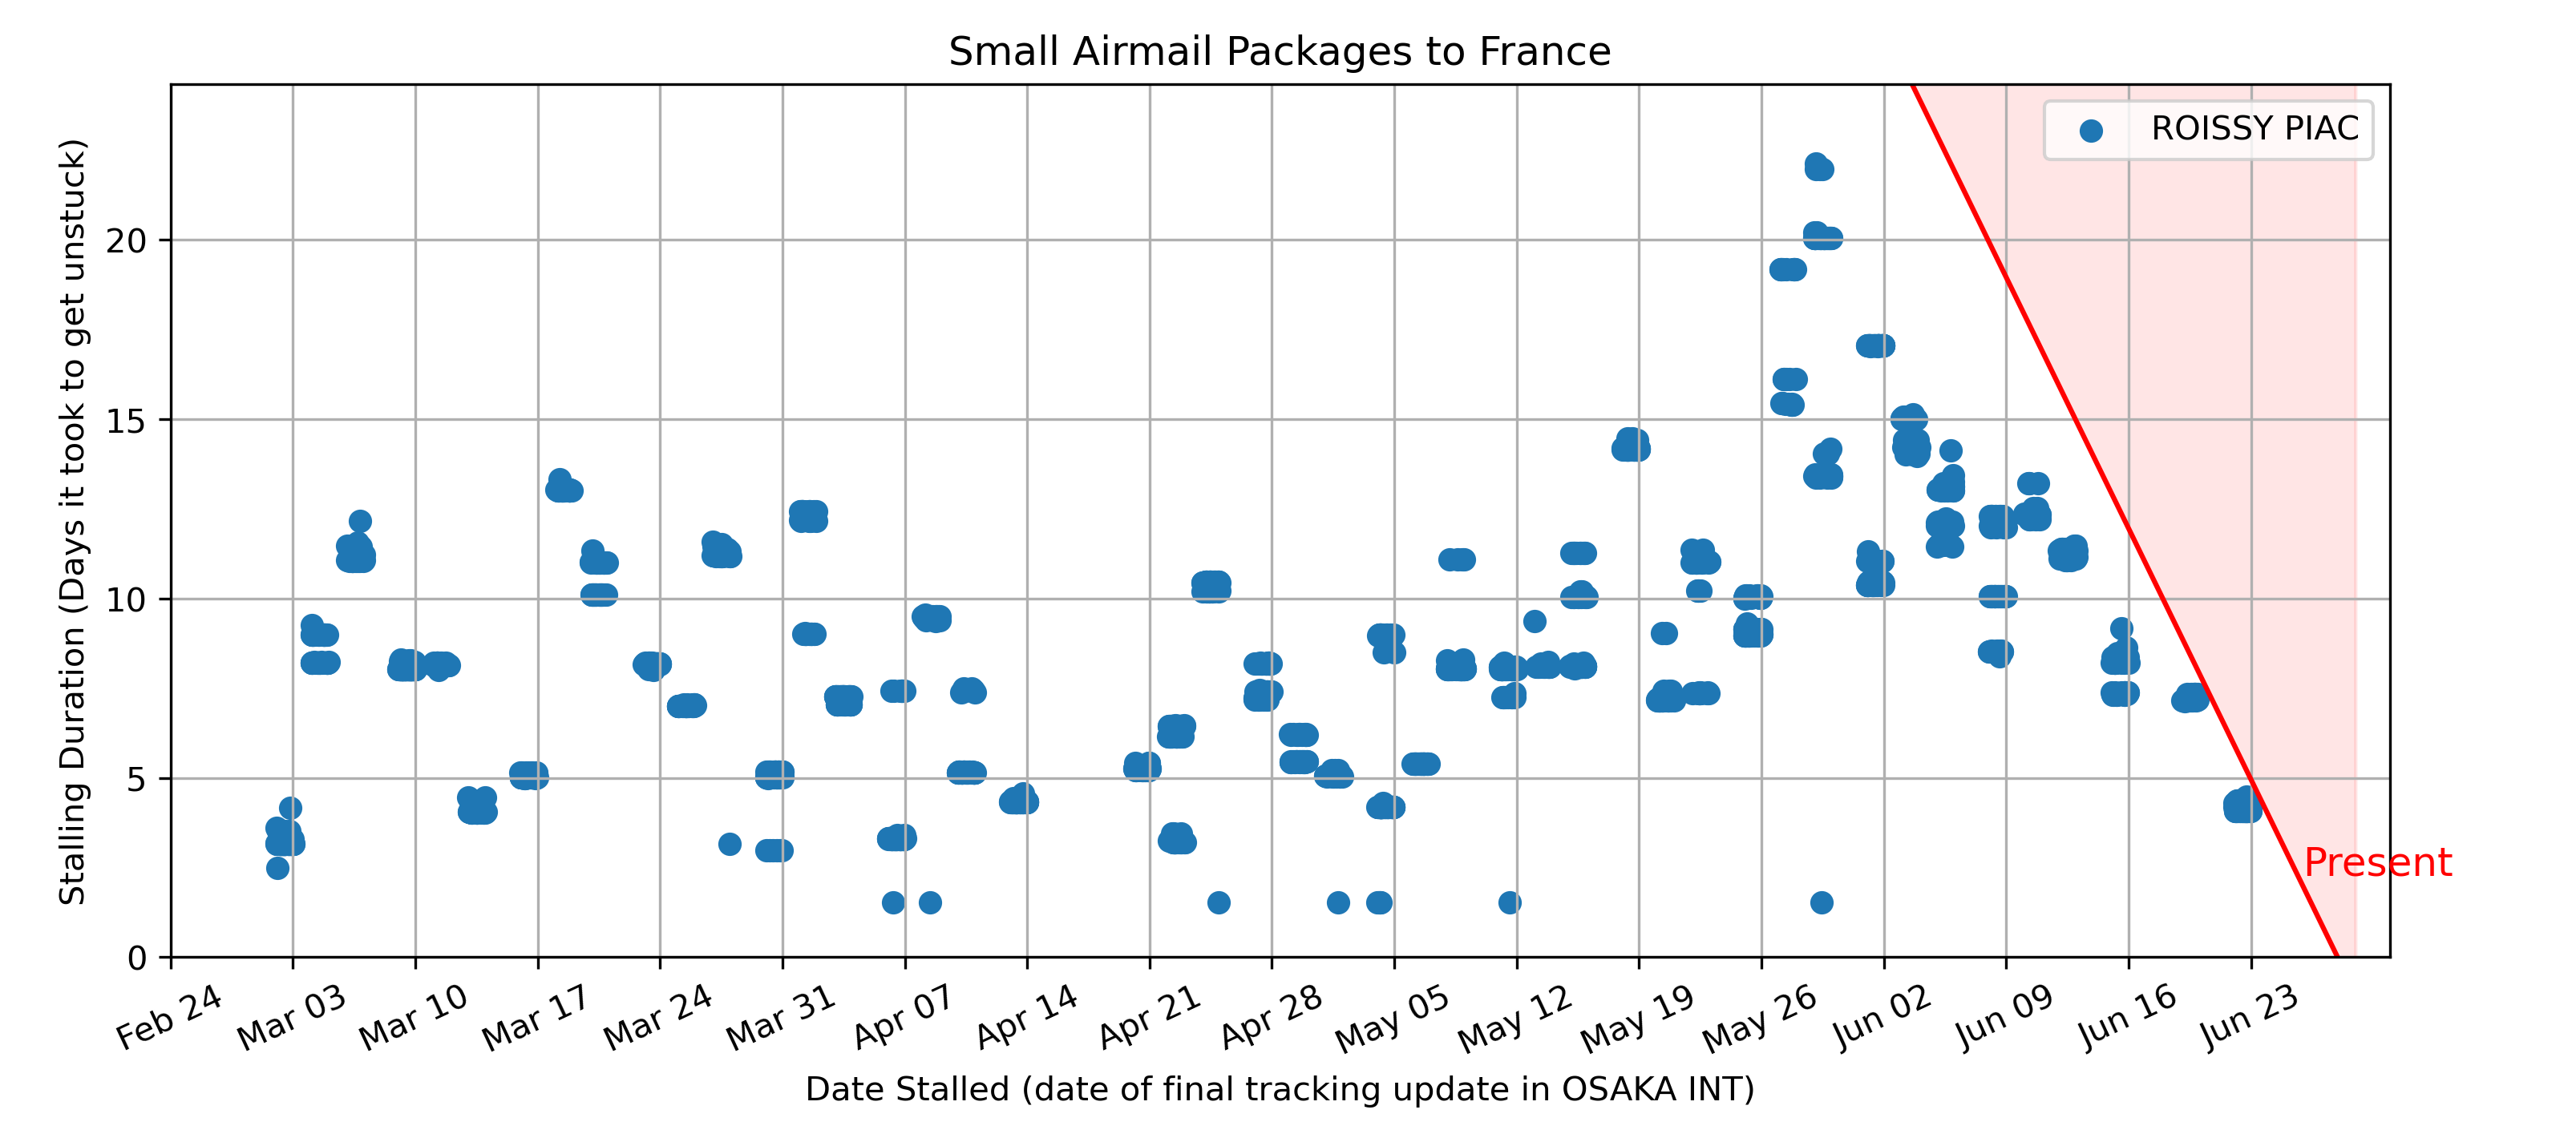 Small Airmail Packages to France
ROISSY PIAC
Stalling Duration (Days it took to get unstuck)
20
15
10
5
0
Present
Feb 24
Mar 03
Mar 10
Mar 17
Mar 24
Mar 31
Apr 07
Apr 14
Apr 21
Apr 28
May 05
May 12
May 19
May 26
Jun 02
Jun 09
Jun 16
Jun 23
Date Stalled (date of final tracking update in OSAKA INT)